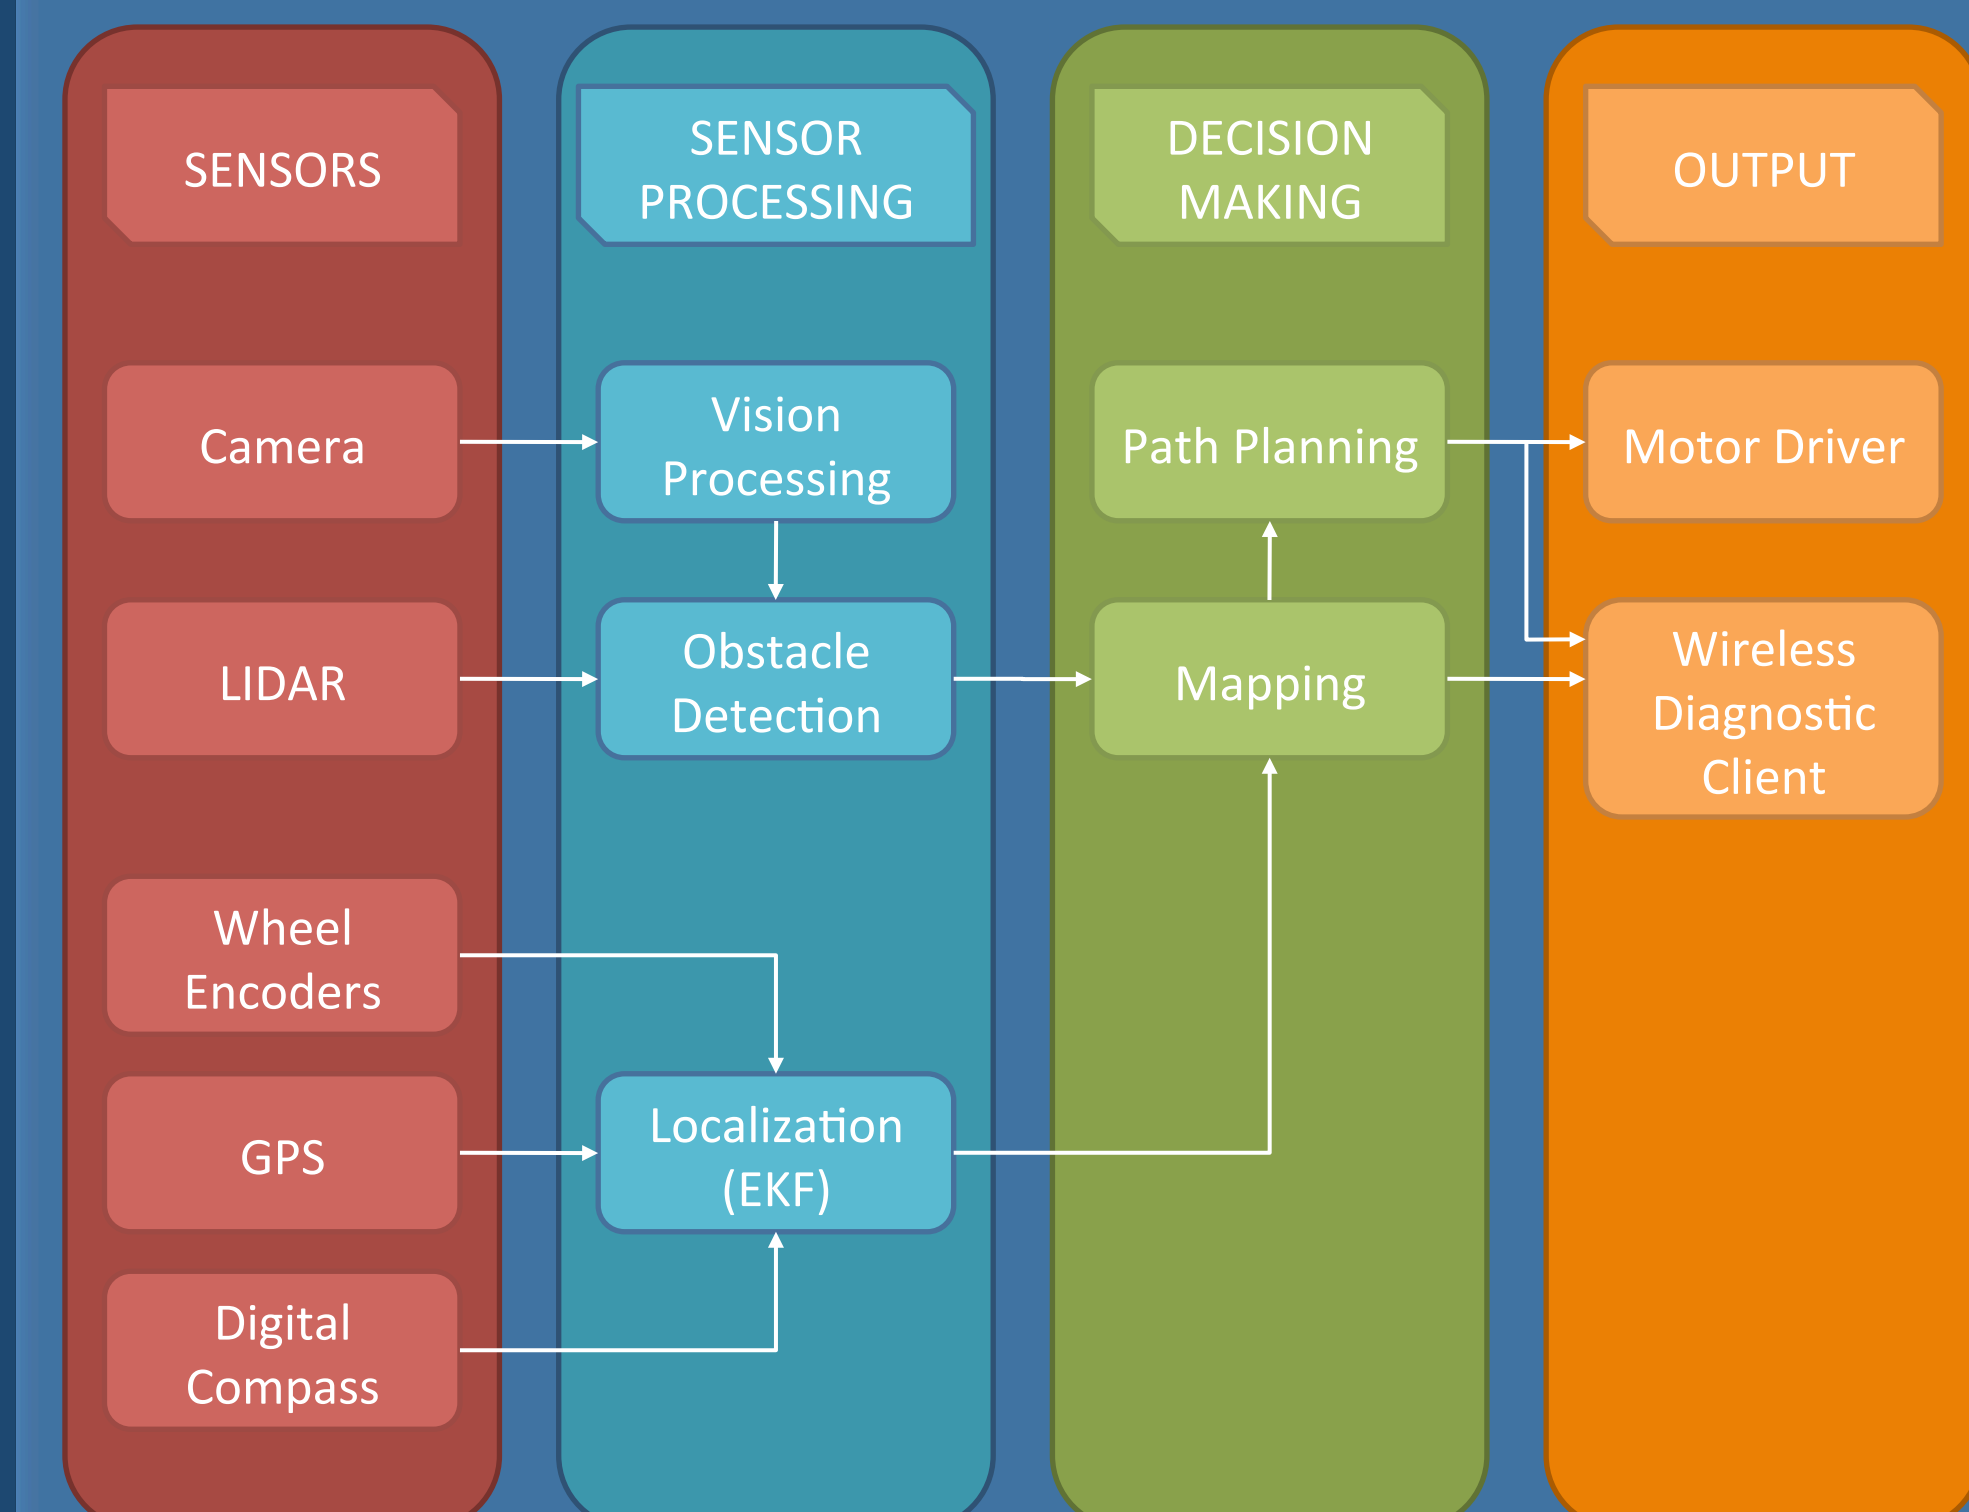 SENSORS
SENSOR
PROCESSING
DECISION
MAKING
OUTPUT
Camera
Vision
Processing
Path Planning
Motor Driver
LIDAR
Obstacle
Detection
Mapping
Wireless
Diagnostic
Client
Wheel
Encoders
GPS
Localization
(EKF)
Digital
Compass